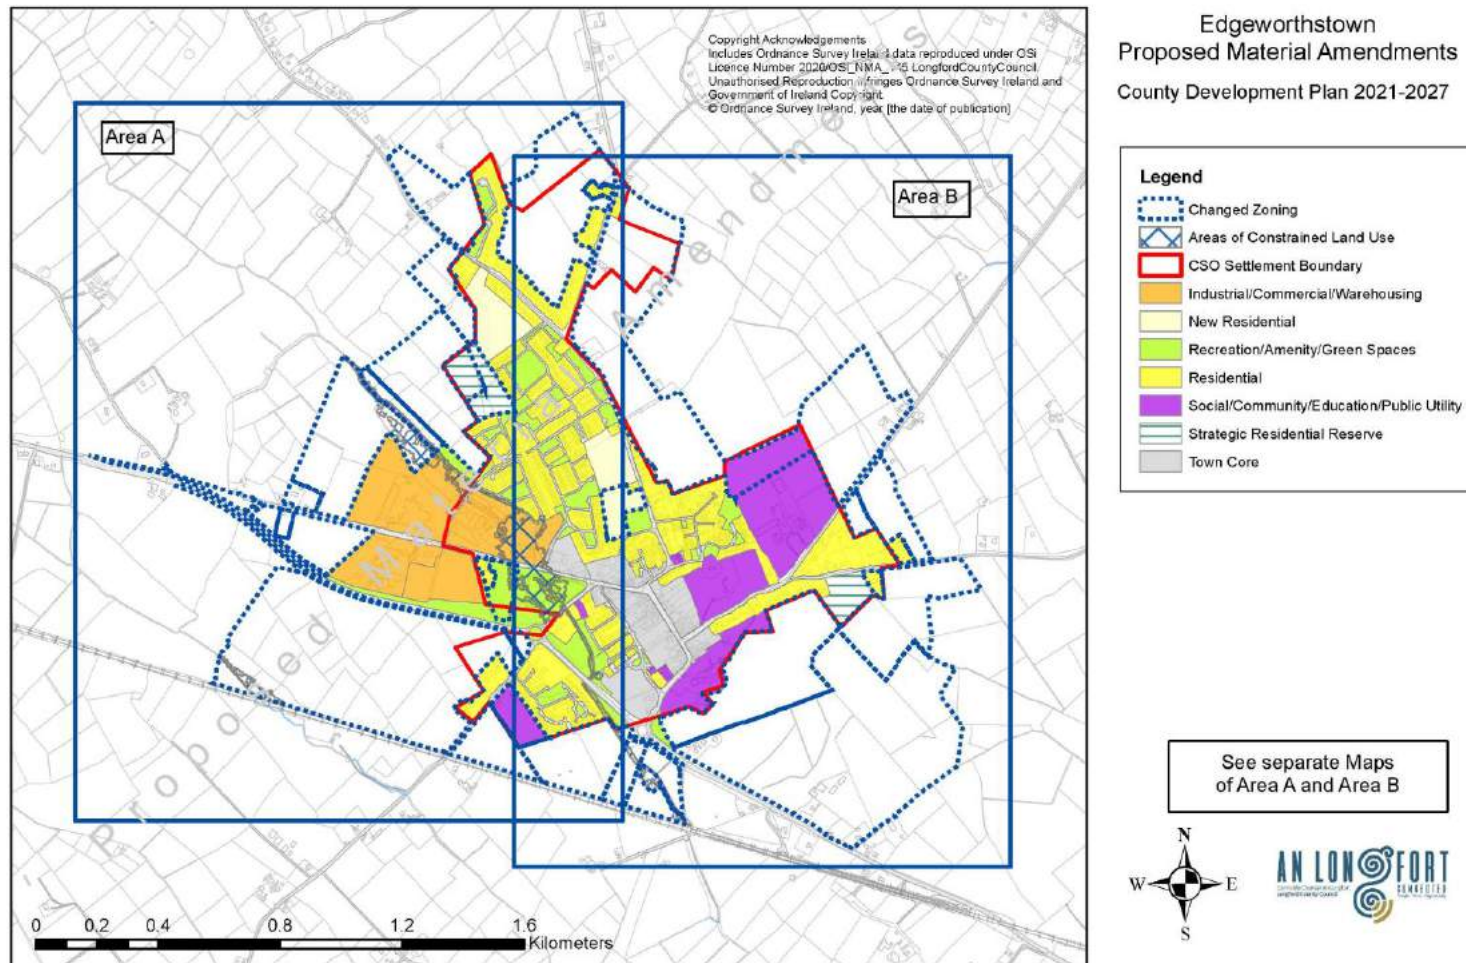 Edgeworthstown
Proposed Material Amendments
County Development Plan 2021-2027
Copyright Acknowledgements
Includes Ordnance Survey Ireland data reproduced under OSi
Licence Number 2020/OSi_NMA_ LongfordCountyCouncil
Unauthorised Reproduction infringes Ordnance Survey Ireland and
Government of Ireland Copyright
© Ordnance Survey Ireland, year [the date of publication]
Area A
Area B
Proposed Material Amendments
Legend
Changed Zoning
Areas of Constrained Land Use
CSO Settlement Boundary
Industrial/Commercial/Warehousing
New Residential
Recreation/Amenity/Green Spaces
Residential
Social/Community/Education/Public Utility
Strategic Residential Reserve
Town Core
See separate Maps
of Area A and Area B
N
W E
S
AN LONGFORT
0 0.2 0.4 0.8 1.2 1.6
Kilometers